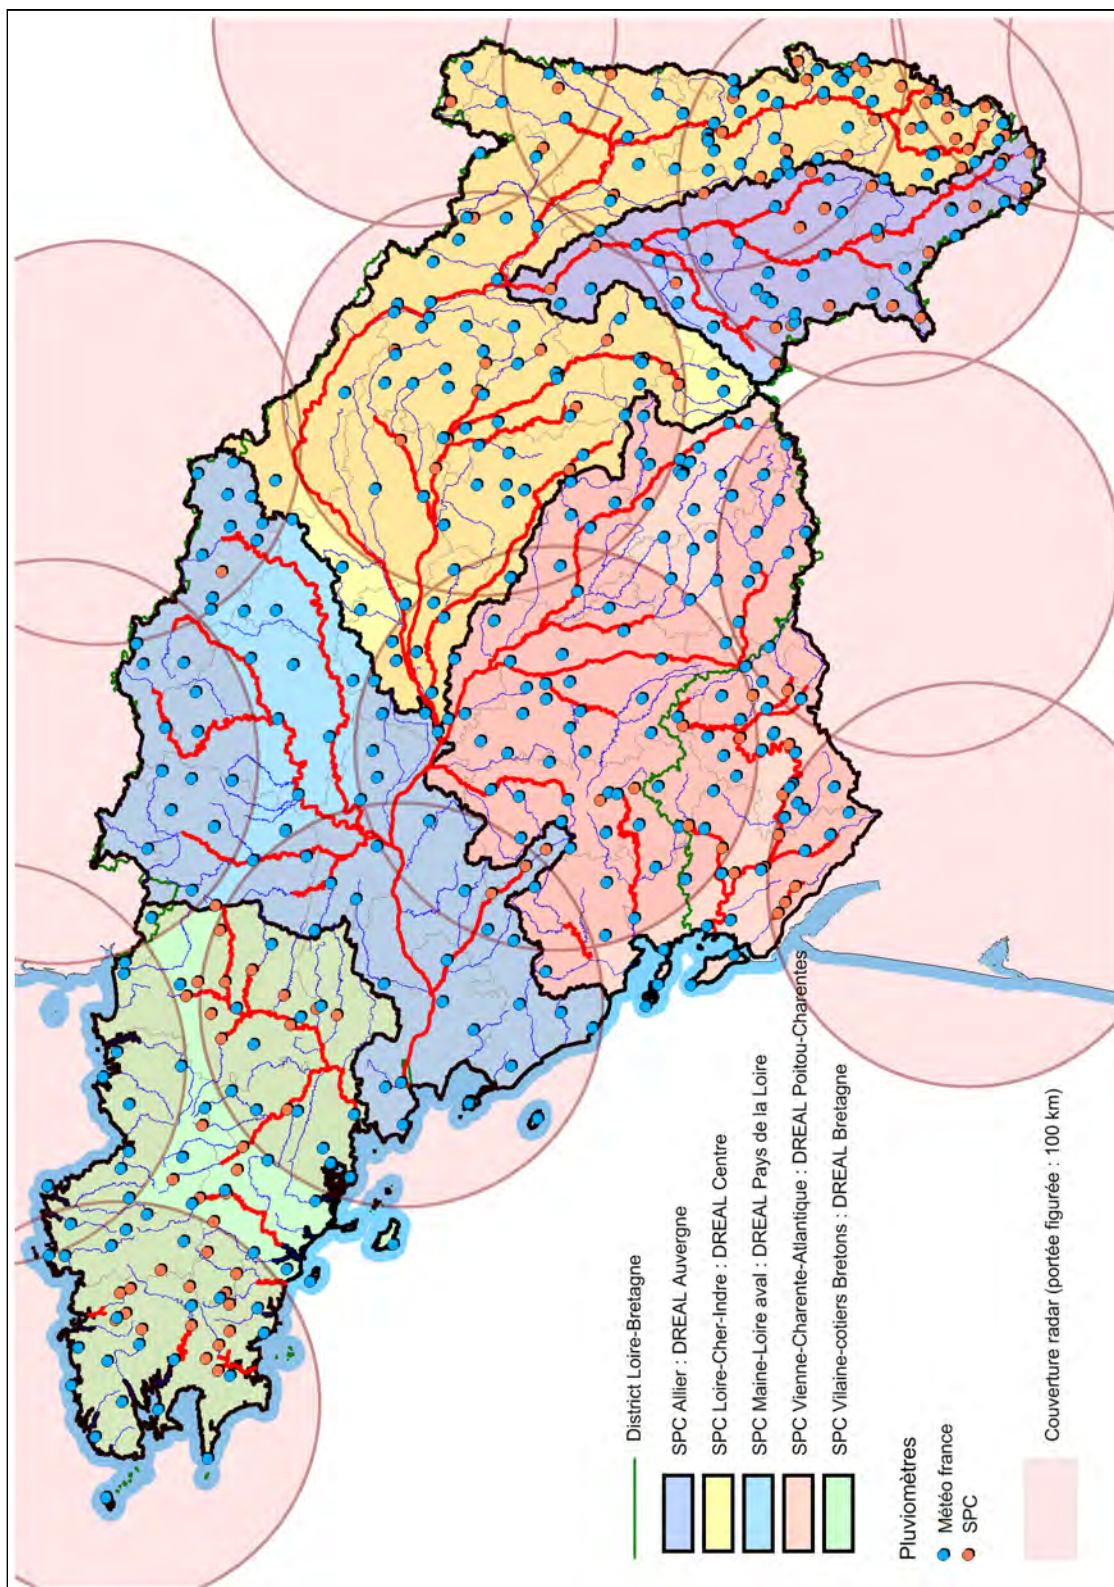 District Loire-Bretagne
SPC Allier : DREAL Auvergne
SPC Loire-Cher-Indre : DREAL Centre
SPC Maine-Loire aval : DREAL Pays de la Loire
SPC Vienne-Charente-Atlantique : DREAL Poitou-Charentes
SPC Vilaine-cotiers Bretons : DREAL Bretagne
Pluviomètres
Météo france
SPC
Couverture radar (portée figurée : 100 km)